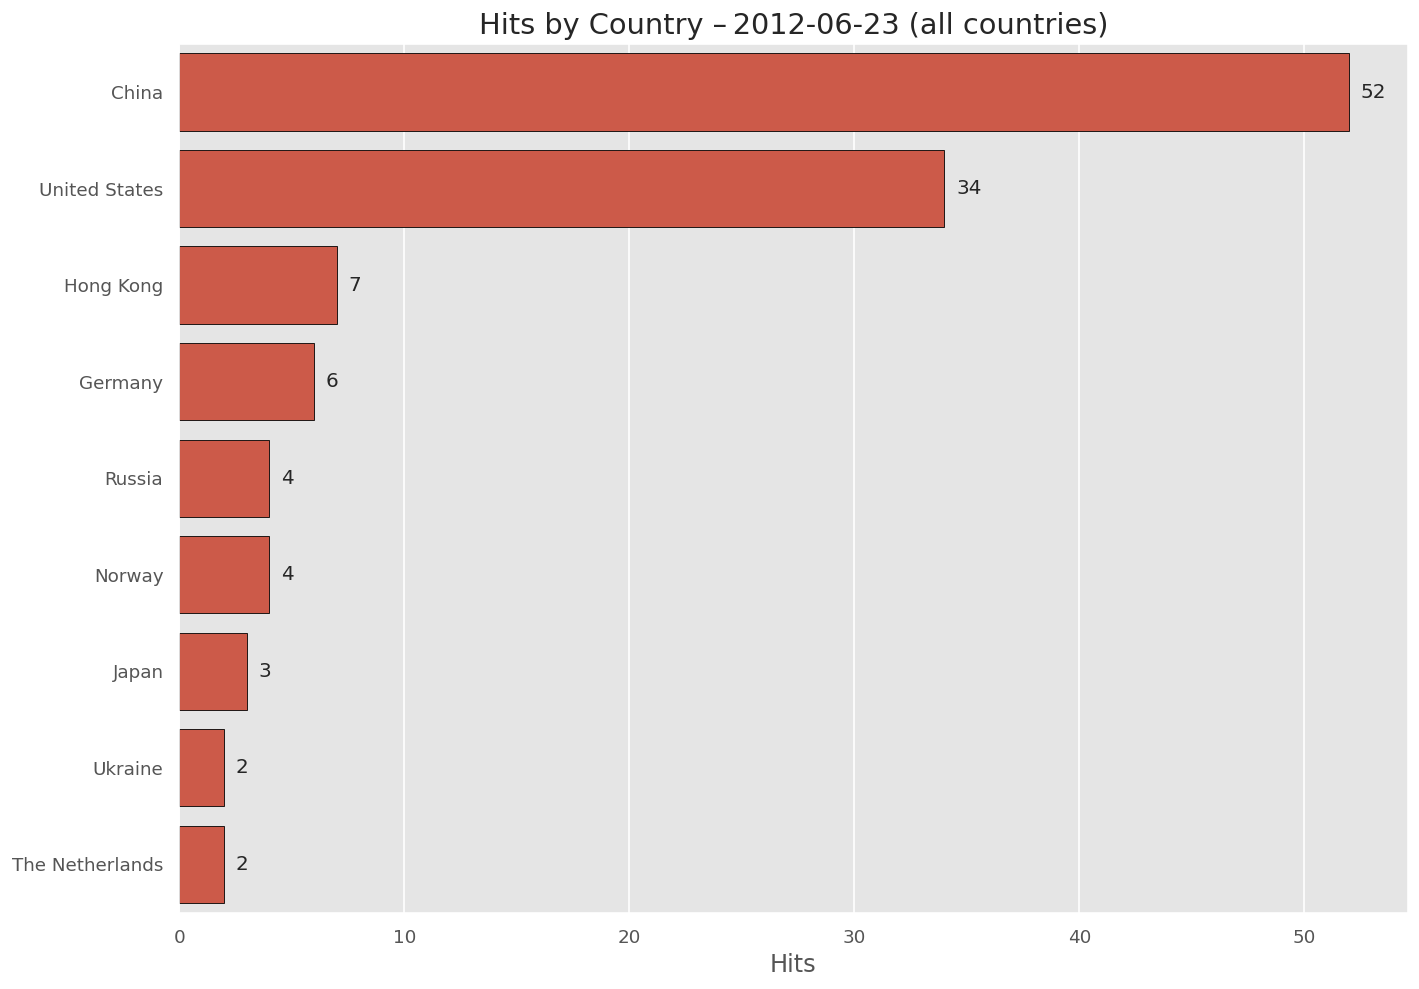 Hits by Country – 2012-06-23 (all countries)
China 52
United States 34
Hong Kong 7
Germany 6
Russia 4
Norway 4
Japan 3
Ukraine 2
The Netherlands 2
0 10 20 30 40 50
Hits